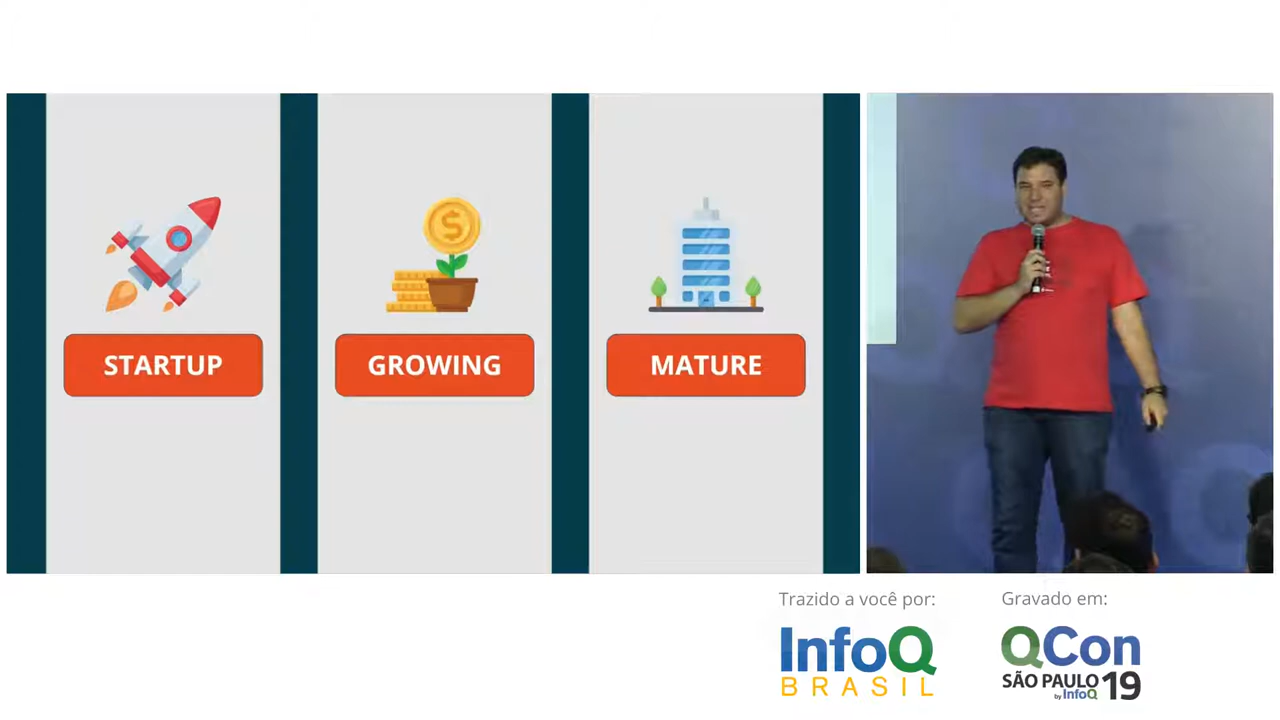 STARTUP
GROWING
MATURE
Trazido a você por:
InfoQ
BRASIL
Gravado em:
QCon
SÃO PAULO 19
by InfoQ